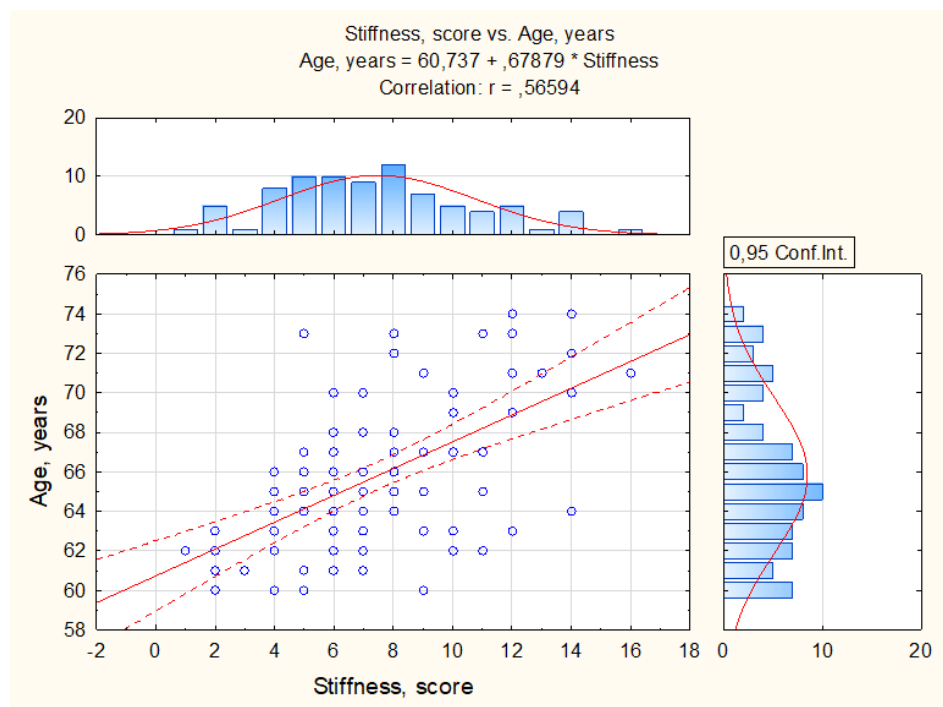 Stiffness, score vs. Age, years
Age, years = 60,737 + ,67879 * Stiffness
Correlation: r = ,56594
20
10
0
0,95 Conf.Int.
76
74
72
70
68
66
64
62
60
58
Age, years
-2 0 2 4 6 8 10 12 14 16 18
0 10 20
Stiffness, score